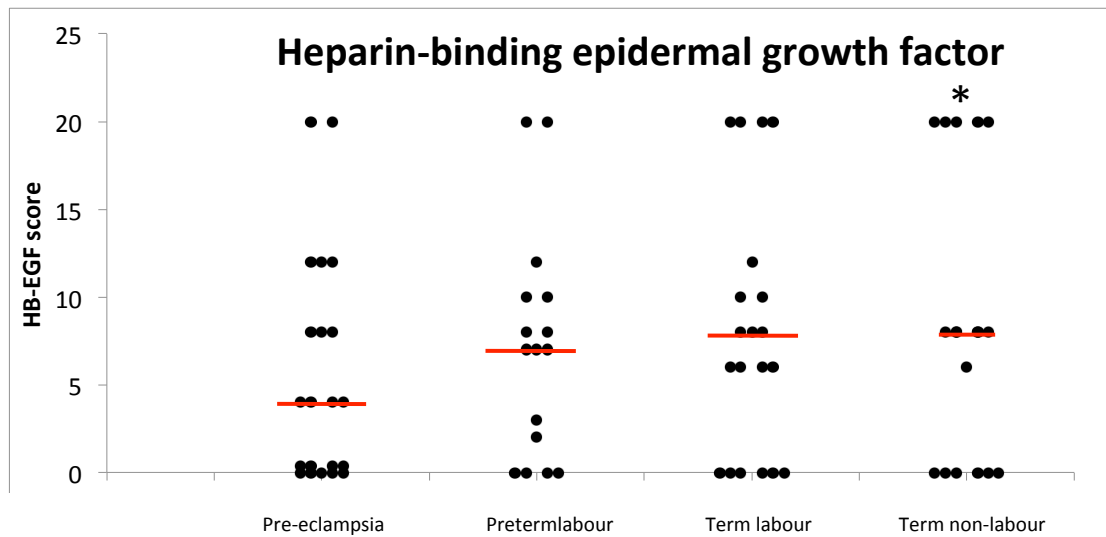 Heparin-binding epidermal growth factor
*
25
20
15
10
5
0
HB-EGF score
Pre-eclampsia
Pretermlabour
Term labour
Term non-labour